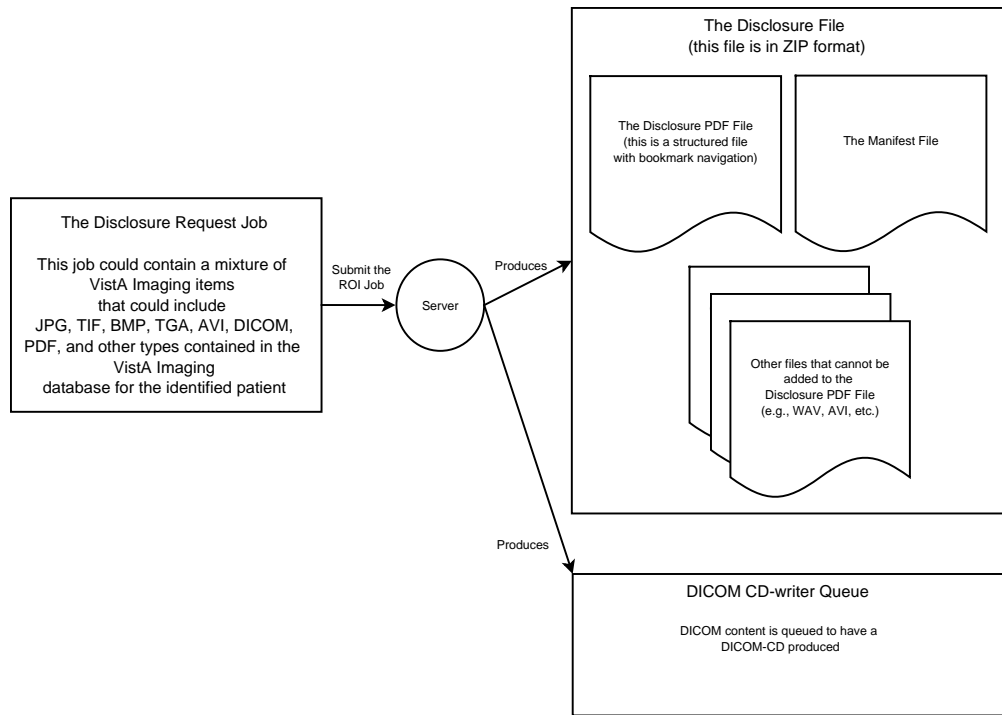 The Disclosure File
(this file is in ZIP format)
The Disclosure PDF File
(this is a structured file
with bookmark navigation)
The Manifest File
The Disclosure Request Job
This job could contain a mixture of
VistA Imaging items
that could include
JPG, TIF, BMP, TGA, AVI, DICOM,
PDF, and other types contained in the
VistA Imaging
database for the identified patient
Submit the
ROI Job
Server
Produces
Other files that cannot be
added to the
Disclosure PDF File
(e.g., WAV, AVI, etc.)
Produces
DICOM CD-writer Queue
DICOM content is queued to have a
DICOM-CD produced